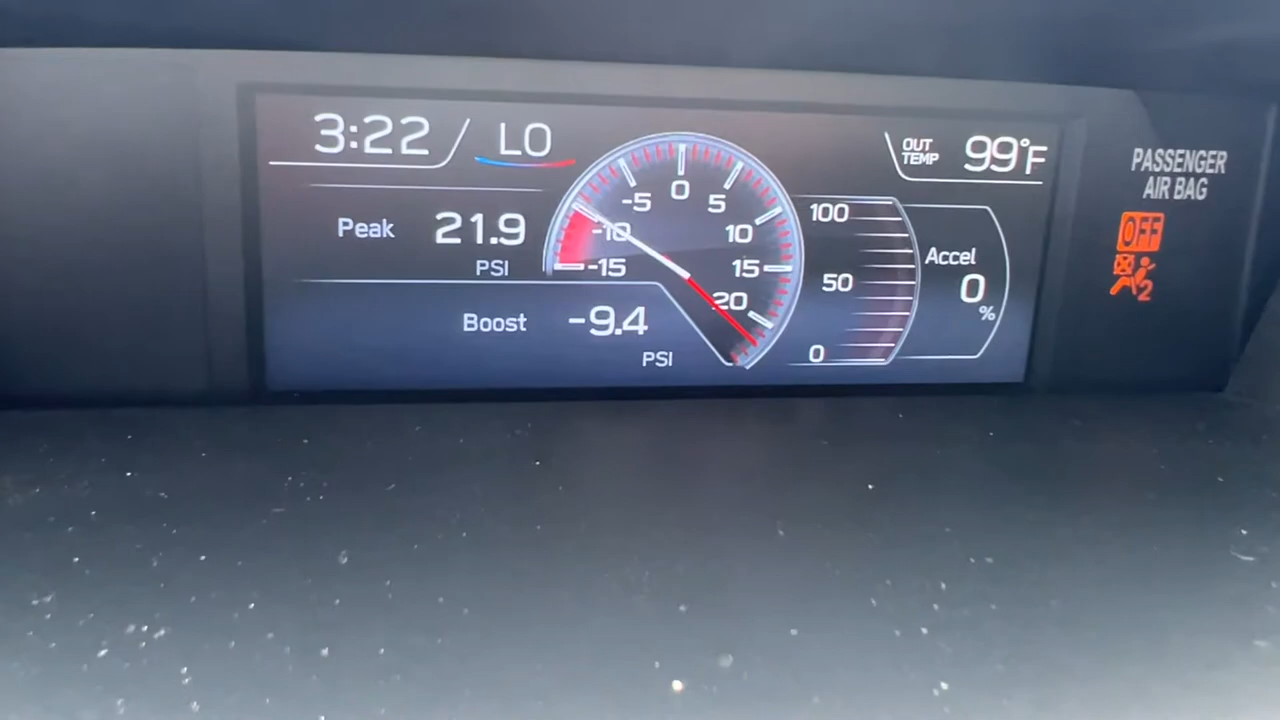 3:22
LO
OUT
TEMP
99°F
Peak
21.9
PSI
Boost
-9.4
PSI
-15
-10
-5
0
5
10
15
20
100
50
0
Accel
0
%
PASSENGER
AIR BAG
OFF
2